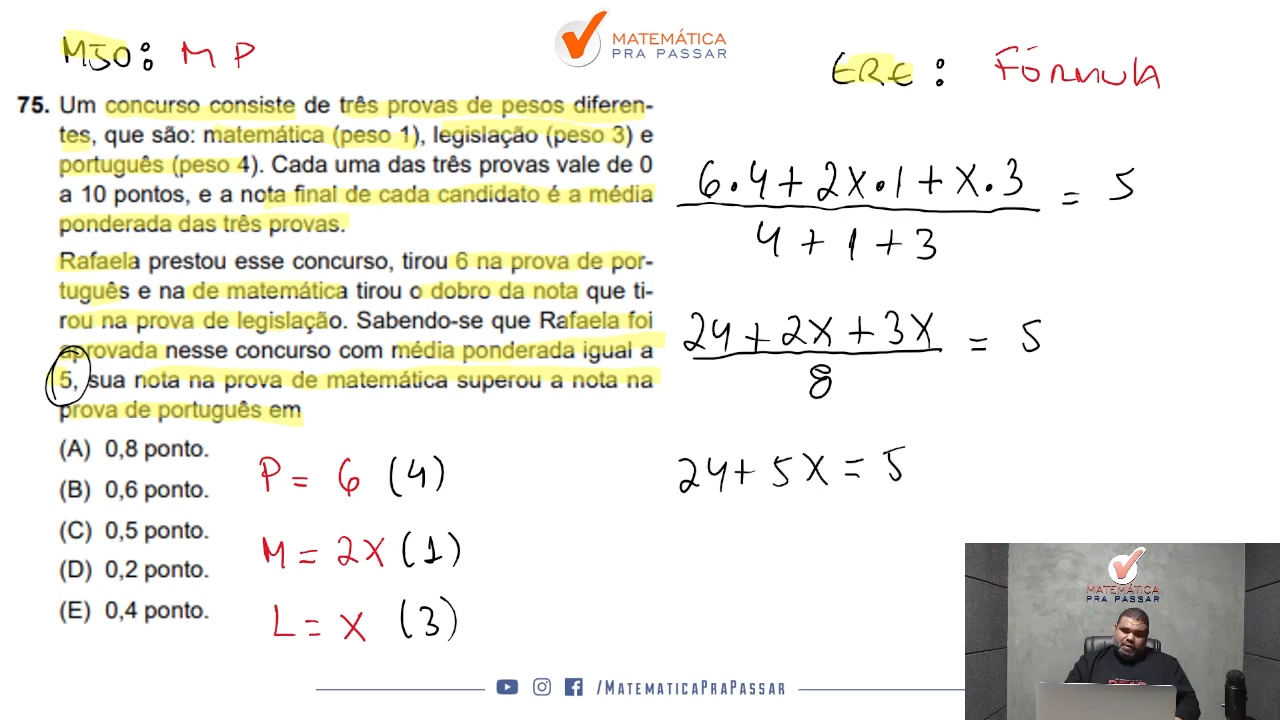 MJO: MP
MATEMÁTICA
PRA PASSAR
ERE: FÓRMULA
75. Um concurso consiste de três provas de pesos diferen-
tes, que são: matemática (peso 1), legislação (peso 3) e
português (peso 4). Cada uma das três provas vale de 0
a 10 pontos, e a nota final de cada candidato é a média
ponderada das três provas.
Rafaela prestou esse concurso, tirou 6 na prova de por-
tuguês e na de matemática tirou o dobro da nota que ti-
rou na prova de legislação. Sabendo-se que Rafaela foi
aprovada nesse concurso com média ponderada igual a
5, sua nota na prova de matemática superou a nota na
prova de português em
(A) 0,8 ponto.
(B) 0,6 ponto.
(C) 0,5 ponto.
(D) 0,2 ponto.
(E) 0,4 ponto.
P = 6 (4)
M = 2X (1)
L = X (3)
6.4 + 2X.1 + X.3 = 5
4 + 1 + 3
24 + 2X + 3X = 5
8
24 + 5X = 5
MATEMÁTICA
PRA PASSAR
/MATEMATICAPRAPASSAR